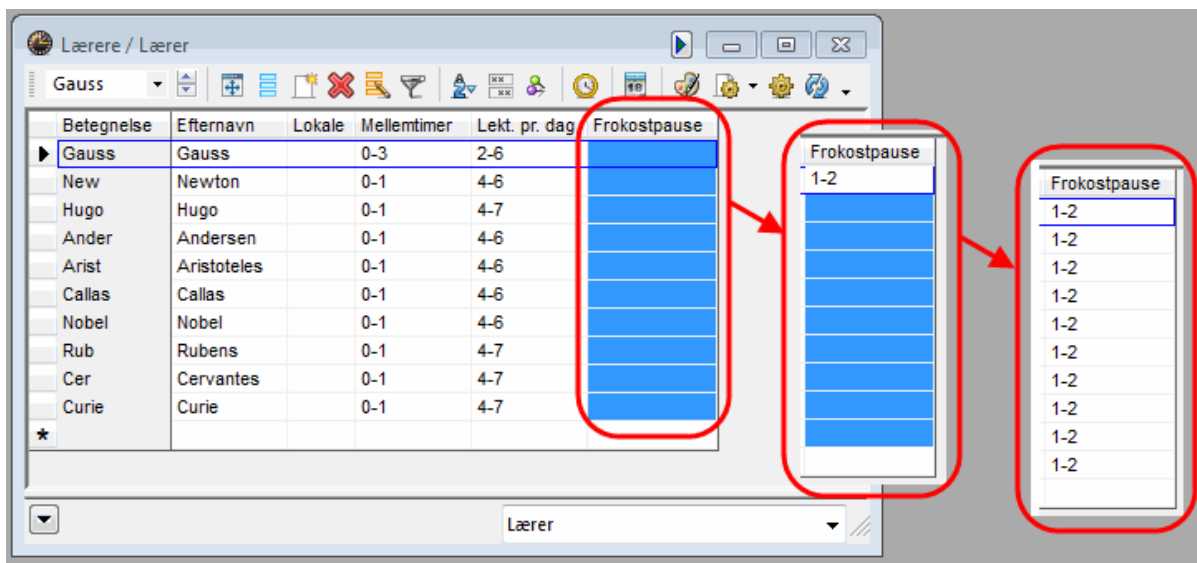 Lærere / Lærer
Gauss
Betegnelse Efternavn Lokale Mellemtimer Lekt. pr. dag Frokostpause
Gauss Gauss 0-3 2-6
New Newton 0-1 4-6
Hugo Hugo 0-1 4-7
Ander Andersen 0-1 4-6
Arist Aristoteles 0-1 4-6
Callas Callas 0-1 4-6
Nobel Nobel 0-1 4-6
Rub Rubens 0-1 4-7
Cer Cervantes 0-1 4-7
Curie Curie 0-1 4-7
*
Lærer
Frokostpause
1-2
Frokostpause
1-2
1-2
1-2
1-2
1-2
1-2
1-2
1-2
1-2
1-2